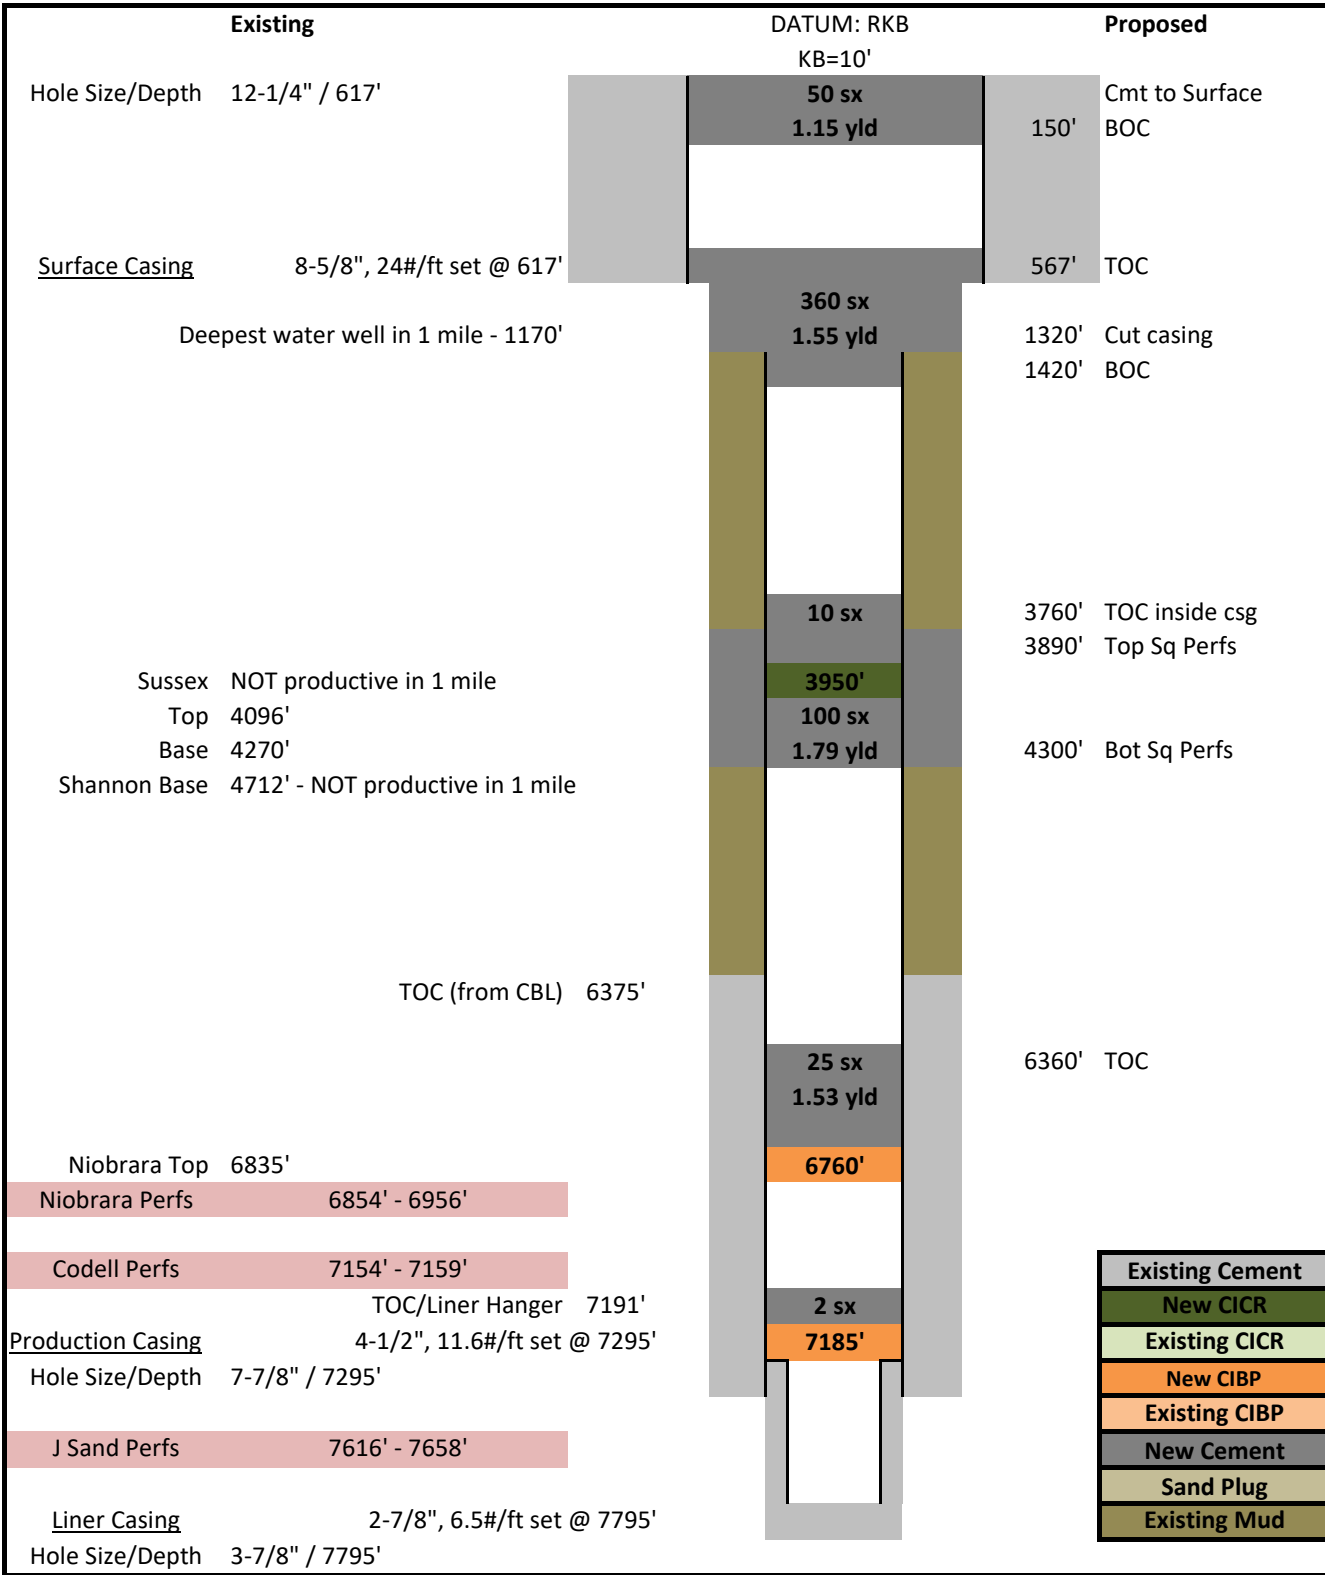 Existing DATUM: RKB Proposed
KB=10'
Hole Size/Depth 12-1/4" / 617' 50 sx Cmt to Surface
1.15 yld 150' BOC
Surface Casing 8-5/8", 24#/ft set @ 617' 567' TOC
360 sx
Deepest water well in 1 mile - 1170' 1.55 yld 1320' Cut casing
1420' BOC
10 sx 3760' TOC inside csg
3890' Top Sq Perfs
Sussex NOT productive in 1 mile 3950'
Top 4096' 100 sx
Base 4270' 1.79 yld 4300' Bot Sq Perfs
Shannon Base 4712' - NOT productive in 1 mile
TOC (from CBL) 6375'
25 sx 6360' TOC
1.53 yld
Niobrara Top 6835' 6760'
Niobrara Perfs 6854' - 6956'
Codell Perfs 7154' - 7159' Existing Cement
TOC/Liner Hanger 7191' 2 sx New CICR
Production Casing 4-1/2", 11.6#/ft set @ 7295' 7185' Existing CICR
Hole Size/Depth 7-7/8" / 7295' New CIBP
Existing CIBP
J Sand Perfs 7616' - 7658' New Cement
Sand Plug
Liner Casing 2-7/8", 6.5#/ft set @ 7795' Existing Mud
Hole Size/Depth 3-7/8" / 7795'